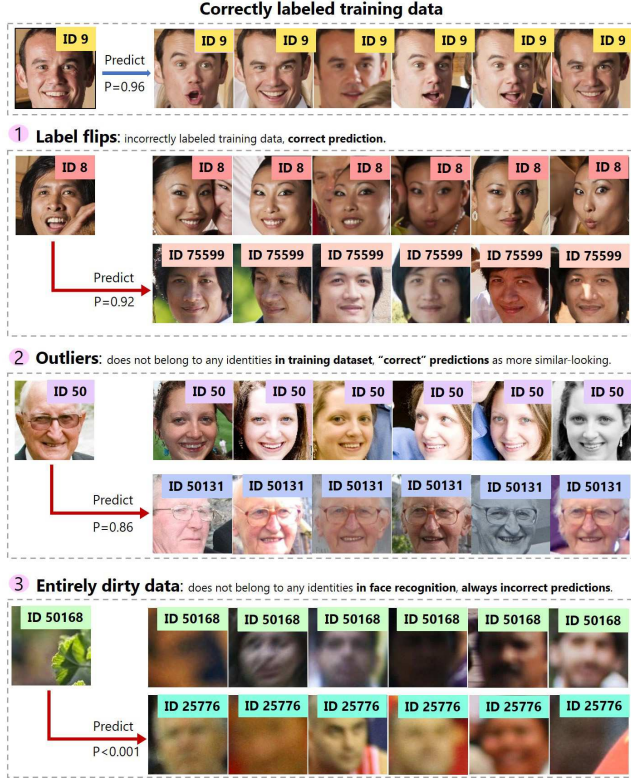 Correctly labeled training data
ID 9
ID 9 ID 9 ID 9 ID 9 ID 9 ID 9
Predict
P=0.96
1 Label flips: incorrectly labeled training data, correct prediction.
ID 8
ID 8 ID 8 ID 8 ID 8 ID 8 ID 8
ID 75599 ID 75599 ID 75599 ID 75599 ID 75599 ID 75599
Predict
P=0.92
2 Outliers: does not belong to any identities in training dataset, “correct” predictions as more similar-looking.
ID 50
ID 50 ID 50 ID 50 ID 50 ID 50 ID 50
ID 50131 ID 50131 ID 50131 ID 50131 ID 50131 ID 50131
Predict
P=0.86
3 Entirely dirty data: does not belong to any identities in face recognition, always incorrect predictions.
ID 50168
ID 50168 ID 50168 ID 50168 ID 50168 ID 50168 ID 50168
ID 25776 ID 25776 ID 25776 ID 25776 ID 25776 ID 25776
Predict
P<0.001